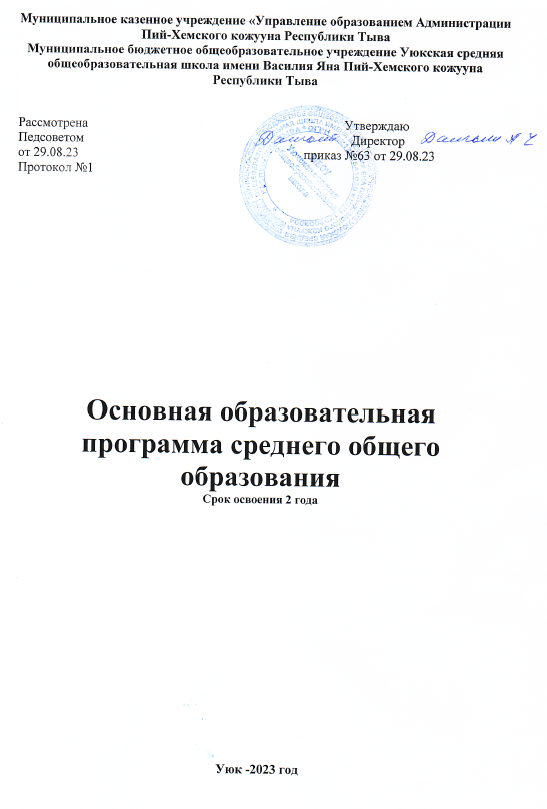 Муниципальное казенное учреждение «Управление образованием Администрации
Пий-Хемского кожууна Республики Тыва
Муниципальное бюджетное общеобразовательное учреждение Уюкская средняя
общеобразовательная школа имени Василия Яна Пий-Хемского кожууна
Республики Тыва
Рассмотрена
Педсоветом
от 29.08.23
Протокол №1
Утверждаю
Директор
приказ №63 от 29.08.23
Основная образовательная
программа среднего общего
образования
Срок освоения 2 года
Уюк -2023 год